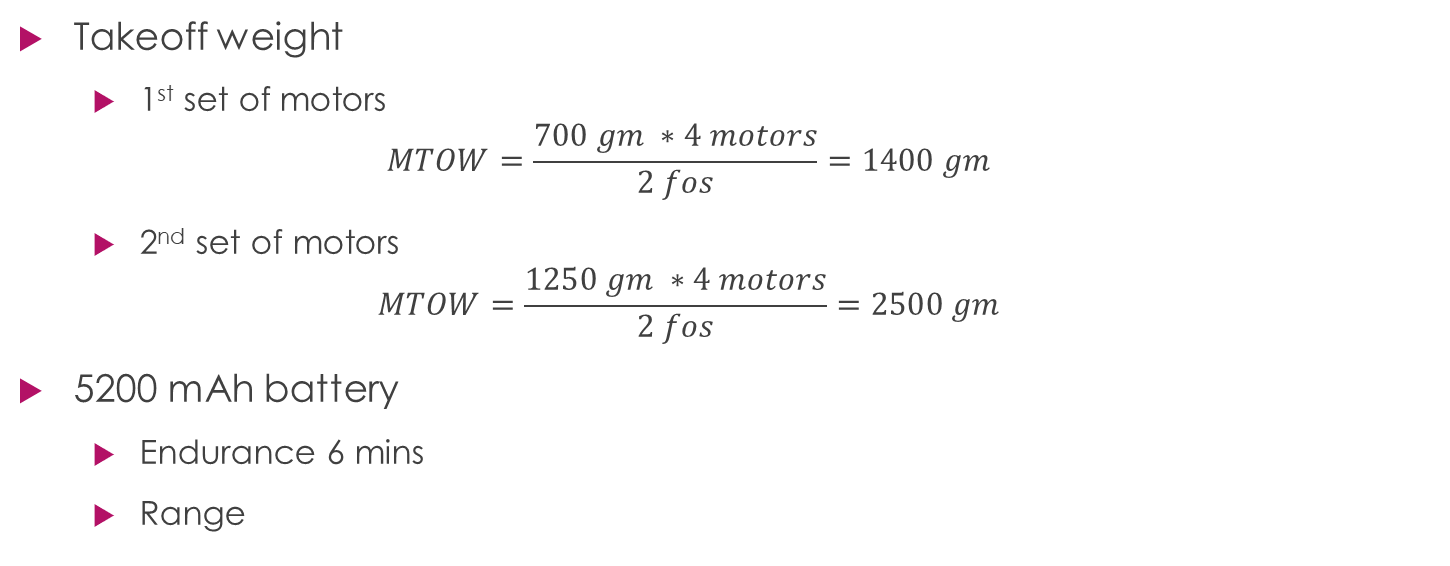 Takeoff weight
1st set of motors
MTOW = 700 gm * 4 motors / 2 fos = 1400 gm
2nd set of motors
MTOW = 1250 gm * 4 motors / 2 fos = 2500 gm
5200 mAh battery
Endurance 6 mins
Range